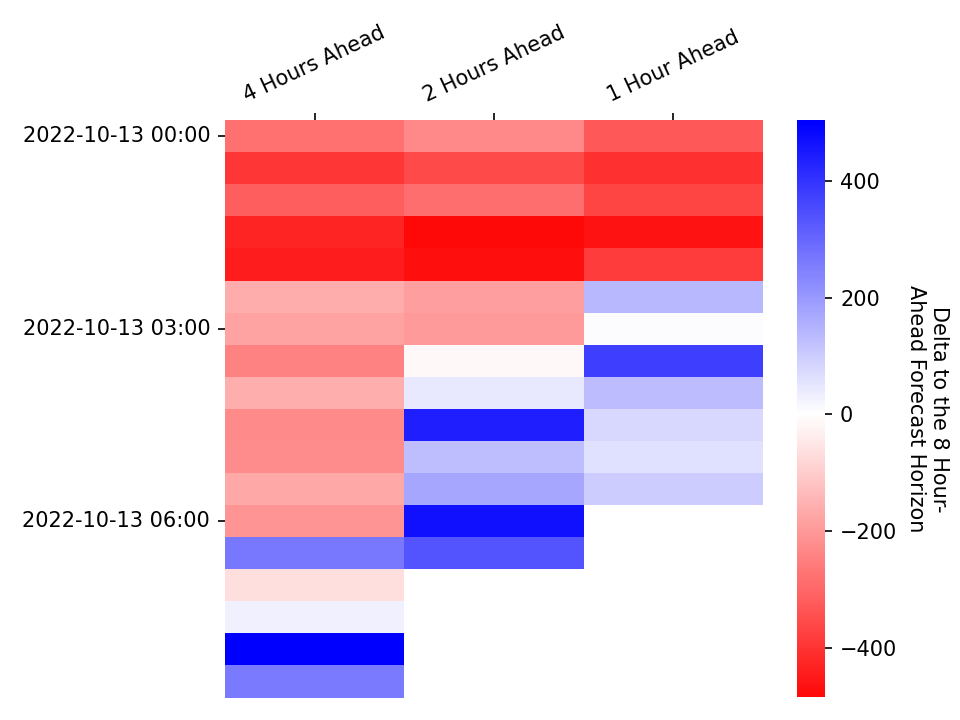 4 Hours Ahead
2 Hours Ahead
1 Hour Ahead
2022-10-13 00:00
2022-10-13 03:00
2022-10-13 06:00
400
200
0
−200
−400
Delta to the 8 Hour-
Ahead Forecast Horizon